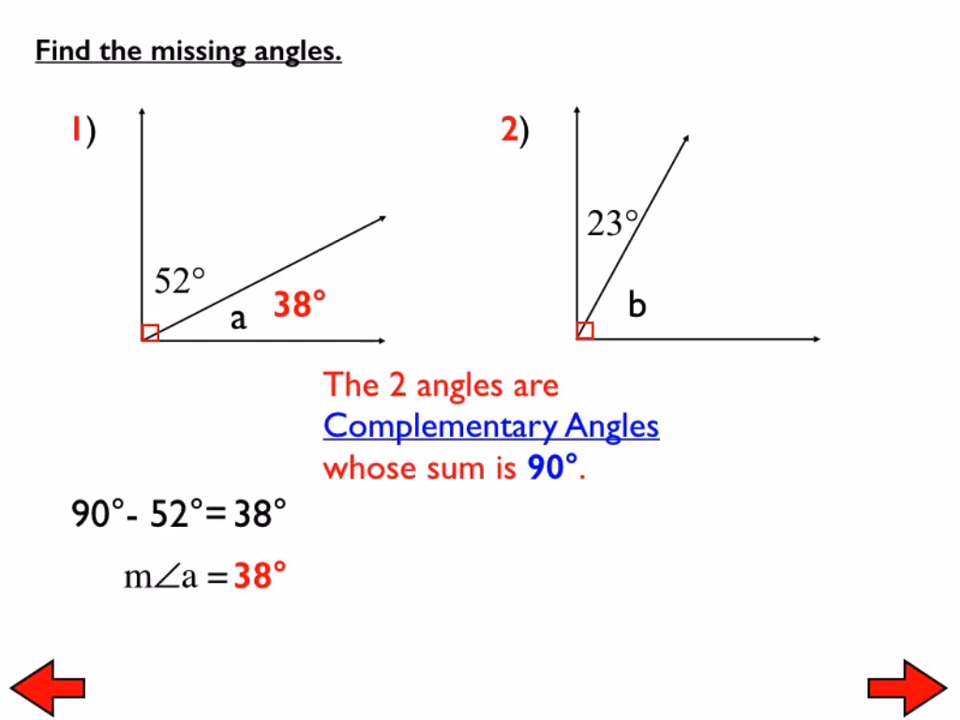 Find the missing angles.
1)
2)
52°
a
38°
23°
b
The 2 angles are
Complementary Angles
whose sum is 90°.
90°- 52°= 38°
m∠a = 38°